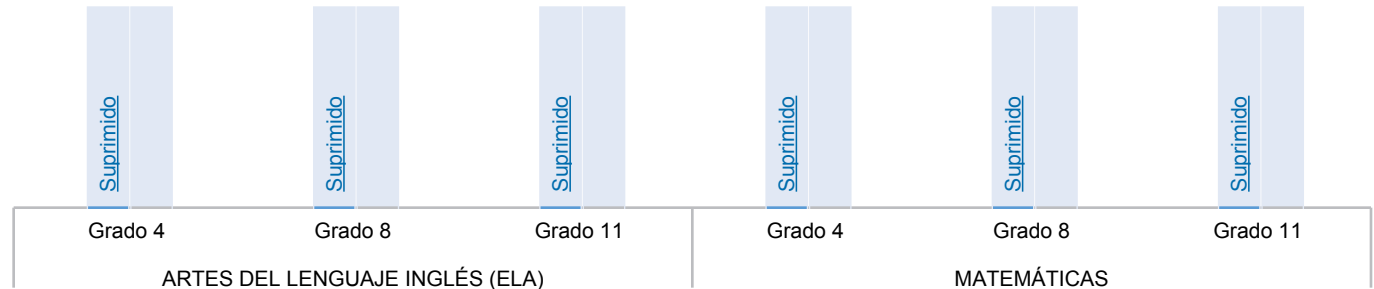 Suprimido Suprimido Suprimido Suprimido Suprimido Suprimido
Grado 4 Grado 8 Grado 11 Grado 4 Grado 8 Grado 11
ARTES DEL LENGUAJE INGLÉS (ELA) MATEMÁTICAS